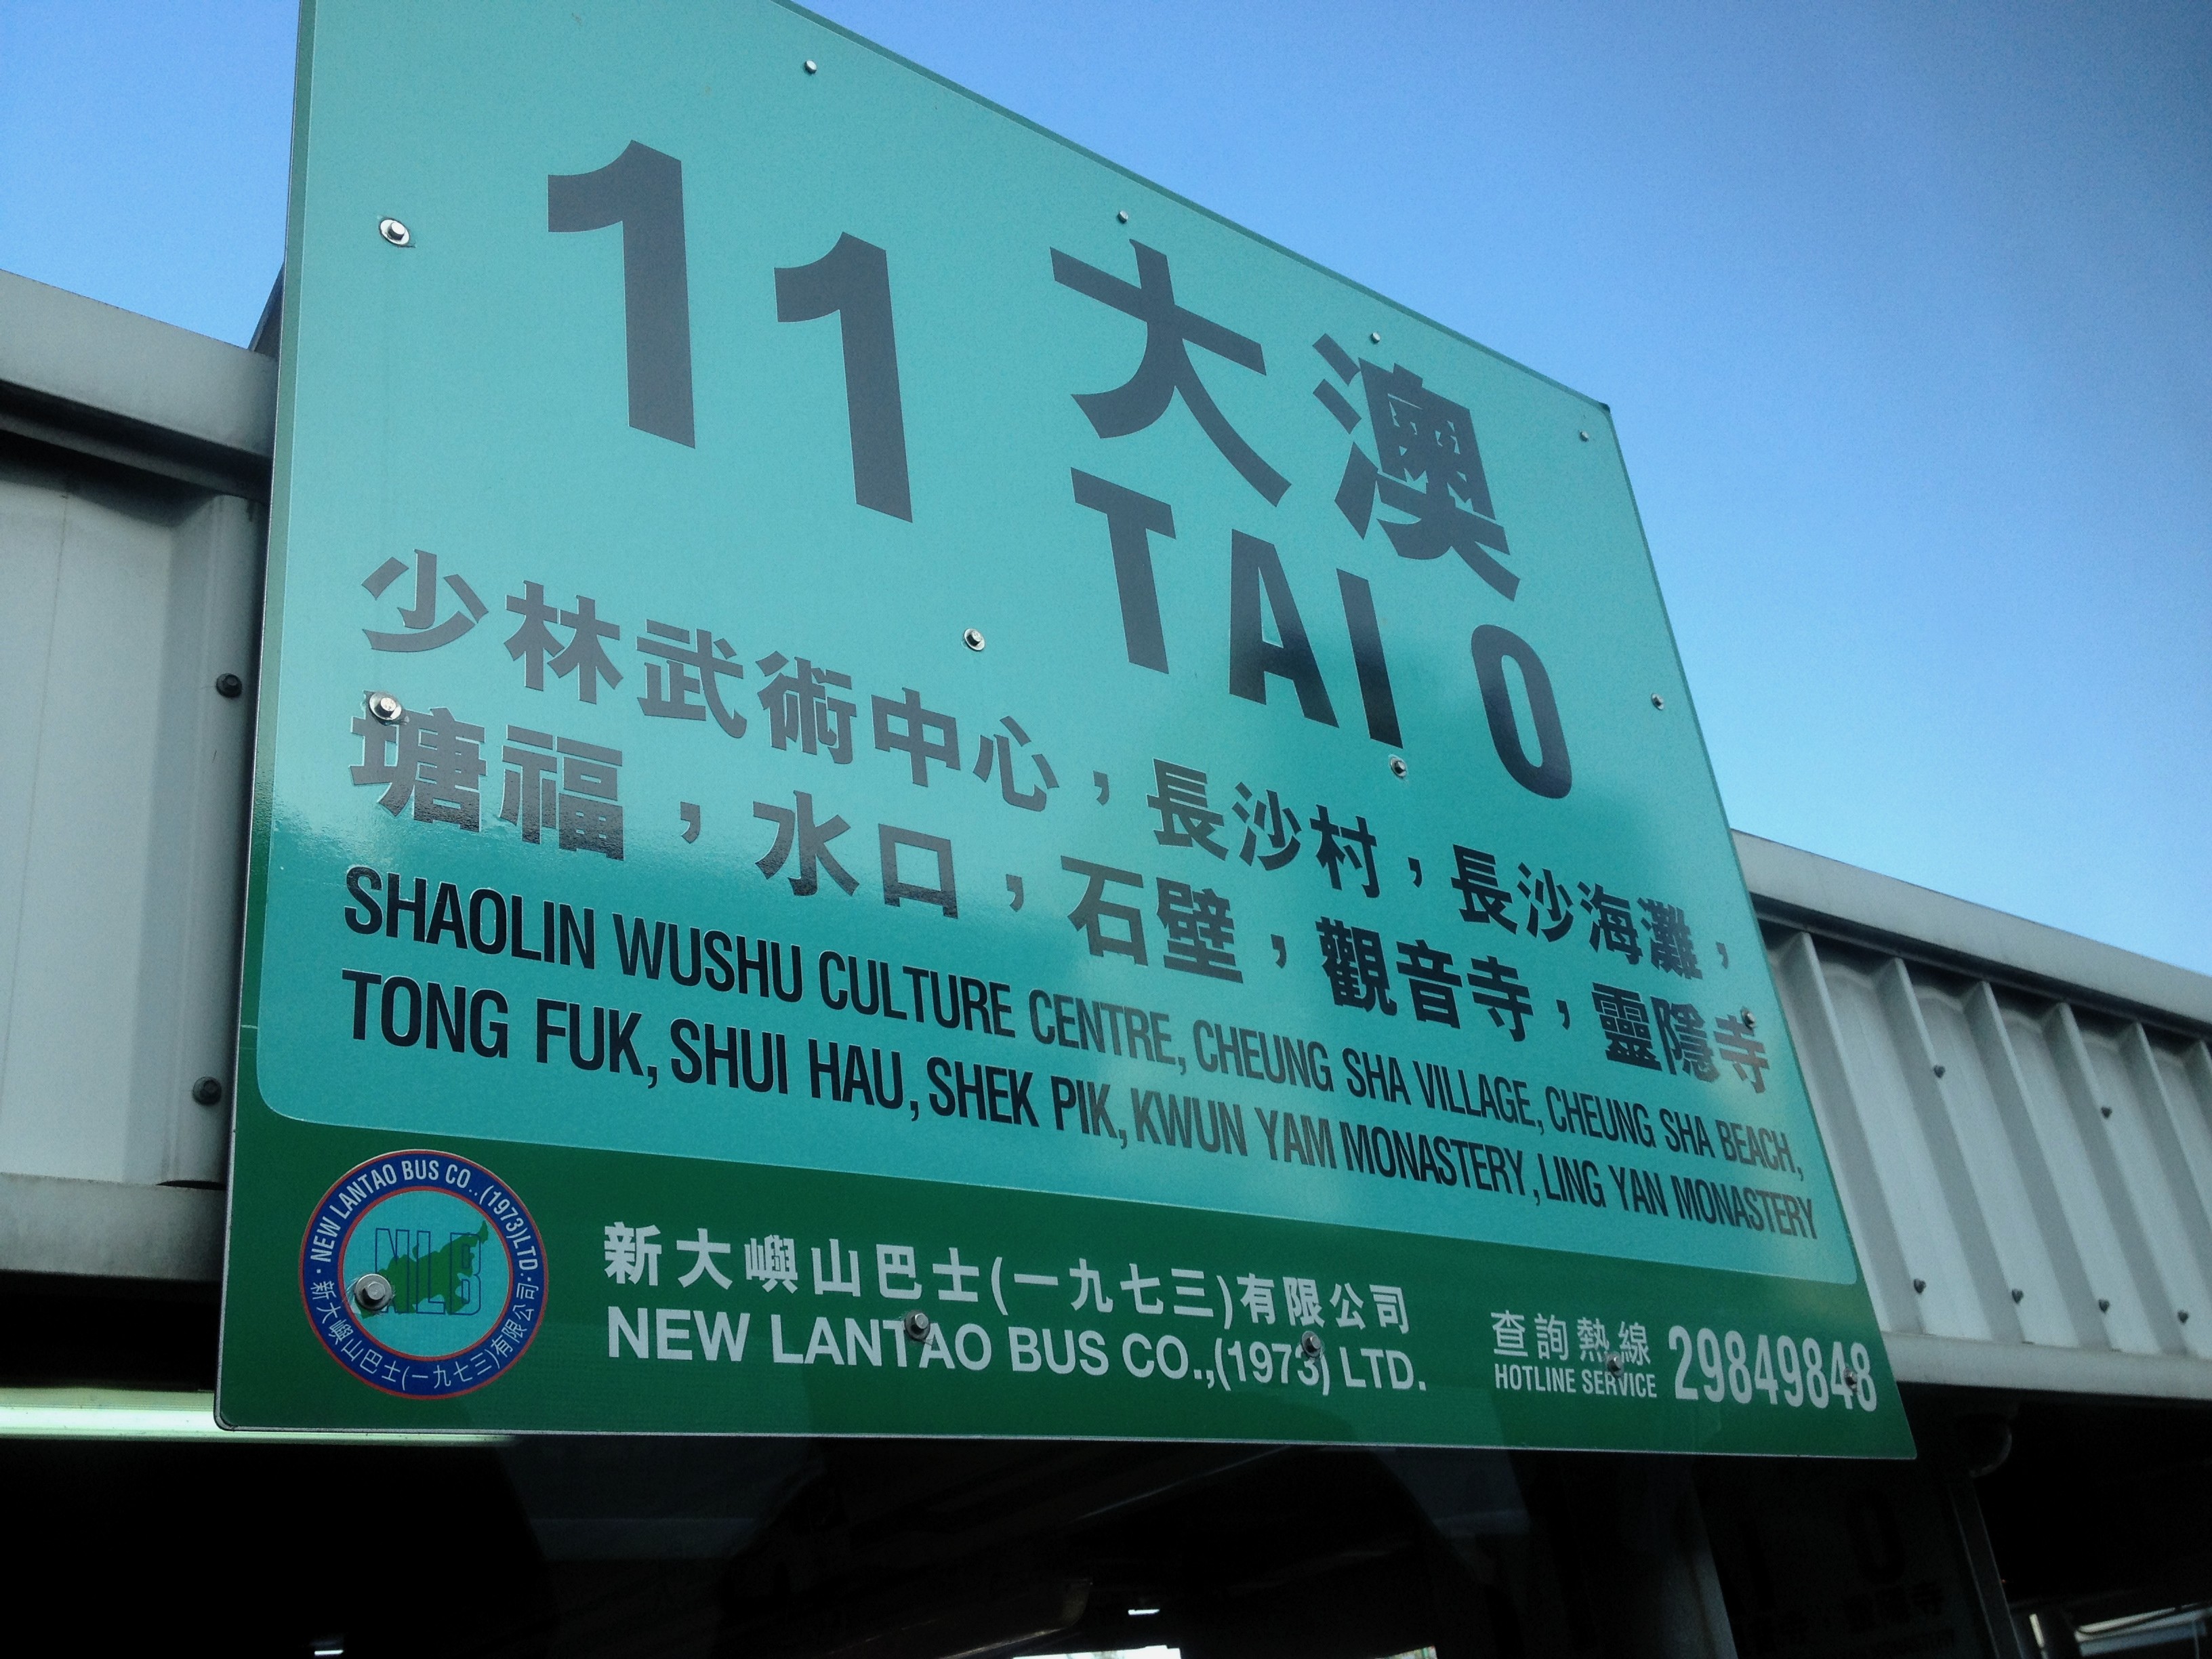 11 大澳
TAI O
少林武術中心，長沙村，長沙海灘，
塘福，水口，石壁，觀音寺，靈隱寺
SHAOLIN WUSHU CULTURE CENTRE, CHEUNG SHA VILLAGE, CHEUNG SHA BEACH,
TONG FUK, SHUI HAU, SHEK PIK, KWUN YAM MONASTERY, LING YAN MONASTERY
·NEW LANTAO BUS CO.,(1973)LTD.·
NLB
新大嶼山巴士(一九七三)有限公司
新大嶼山巴士(一九七三)有限公司
NEW LANTAO BUS CO.,(1973) LTD.
查詢熱線
HOTLINE SERVICE
29849848